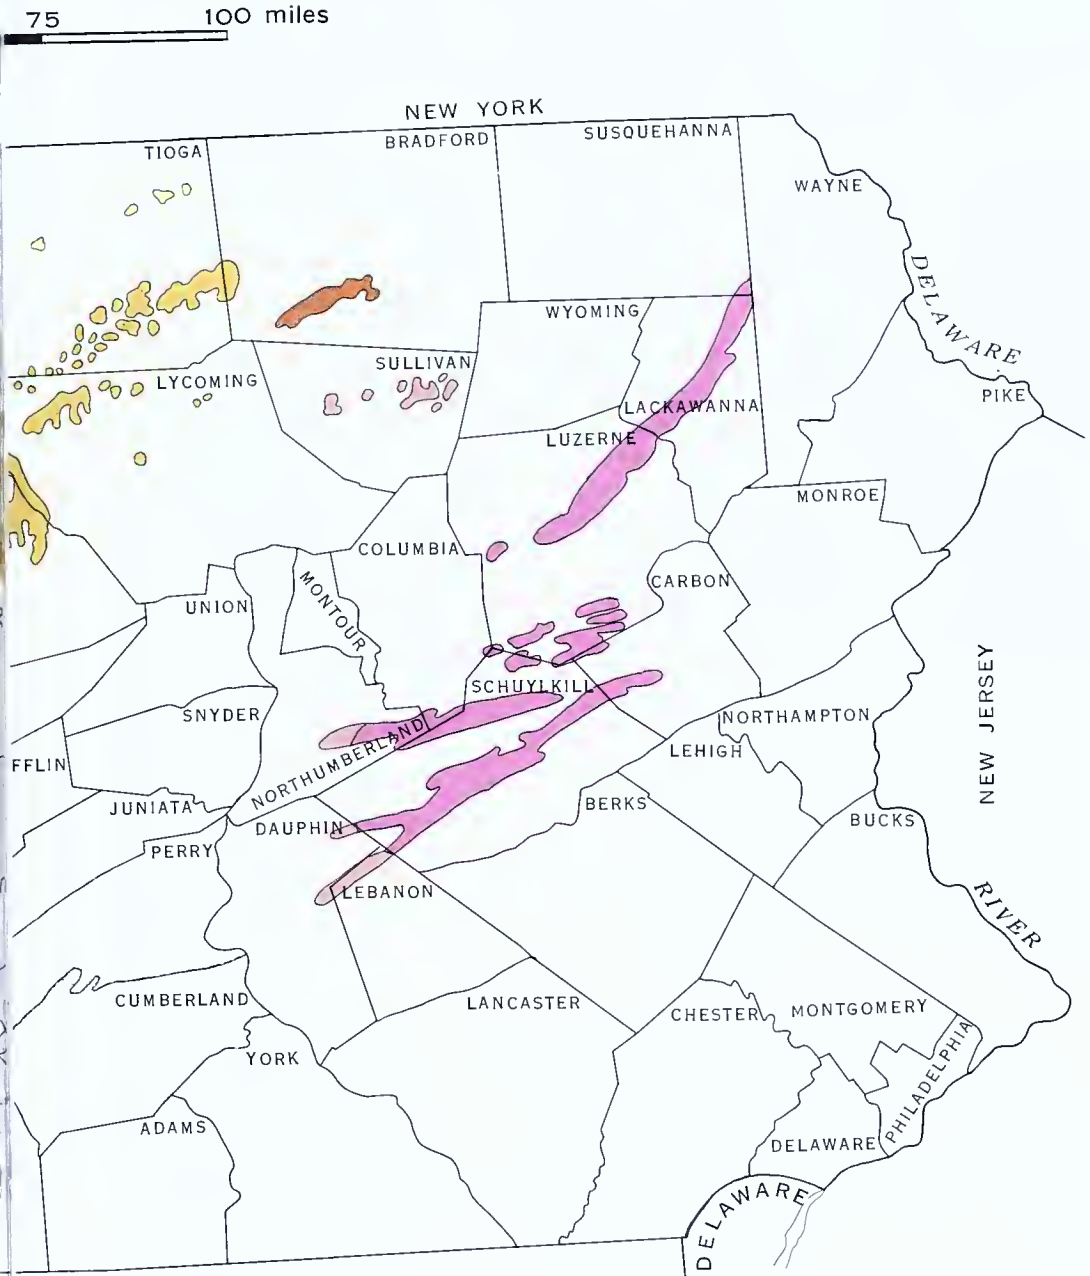 75 100 miles
NEW YORK
TIOGA
BRADFORD
SUSQUEHANNA
WAYNE
DELAWARE
WYOMING
SULLIVAN
LYCOMING
LACKAWANNA
PIKE
LUZERNE
MONROE
COLUMBIA
CARBON
UNION
MONTOUR
SCHUYLKILL
SNYDER
NORTHAMPTON
NEW JERSEY
NORTHUMBERLAND
LEHIGH
FFLIN
JUNIATA
BERKS
BUCKS
DAUPHIN
PERRY
LEBANON
RIVER
CUMBERLAND
LANCASTER
CHESTER
MONTGOMERY
YORK
PHILADELPHIA
ADAMS
DELAWARE
DELAWARE